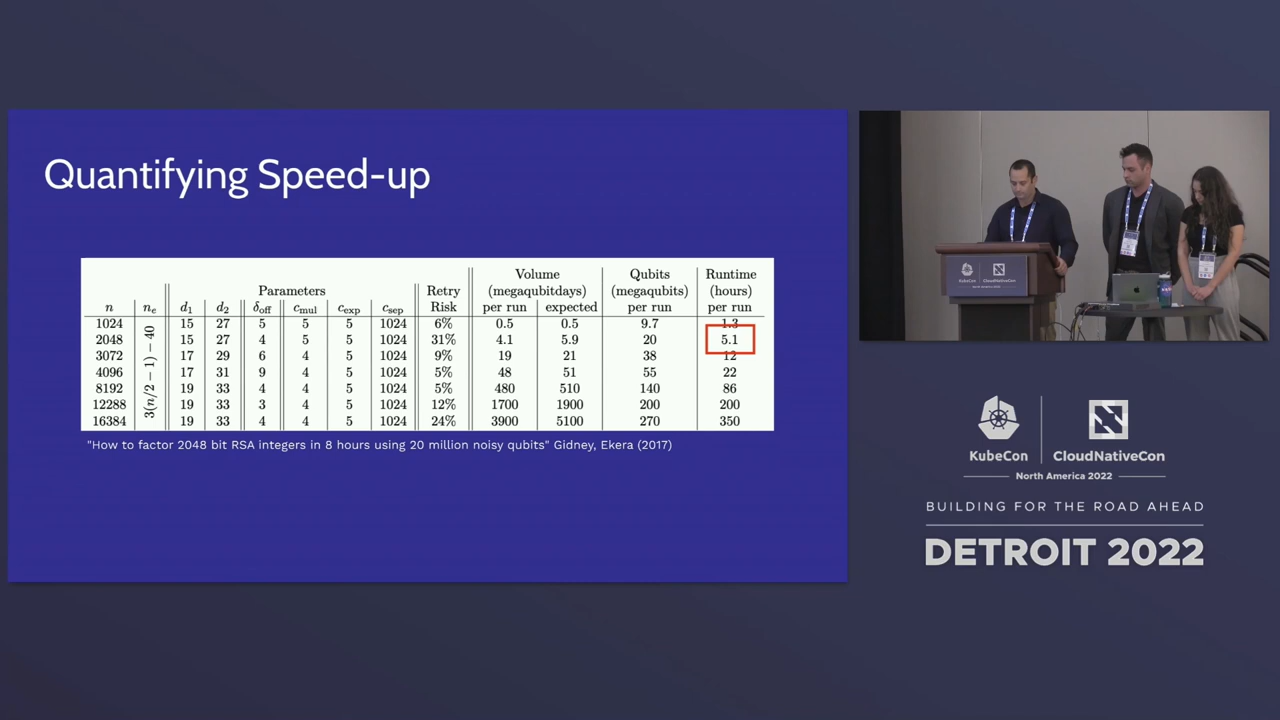 Quantifying Speed-up
Volume Qubits Runtime
Parameters Retry (megaqubitdays) (megaqubits) (hours)
n nₑ d₁ d₂ δoff cmul cexp csep Risk per run expected per run per run
3(n/2 − 1) − 40
1024 15 27 5 5 5 1024 6% 0.5 0.5 9.7 1.3
2048 15 27 4 5 5 1024 31% 4.1 5.9 20 5.1
3072 17 29 6 4 5 1024 9% 19 21 38 12
4096 17 31 9 4 5 1024 5% 48 51 55 22
8192 19 33 4 4 5 1024 5% 480 510 140 86
12288 19 33 3 4 5 1024 12% 1700 1900 200 200
16384 19 33 4 4 5 1024 24% 3900 5100 270 350
"How to factor 2048 bit RSA integers in 8 hours using 20 million noisy qubits" Gidney, Ekera (2017)
KubeCon CloudNativeCon
North America 2022
BUILDING FOR THE ROAD AHEAD
DETROIT 2022